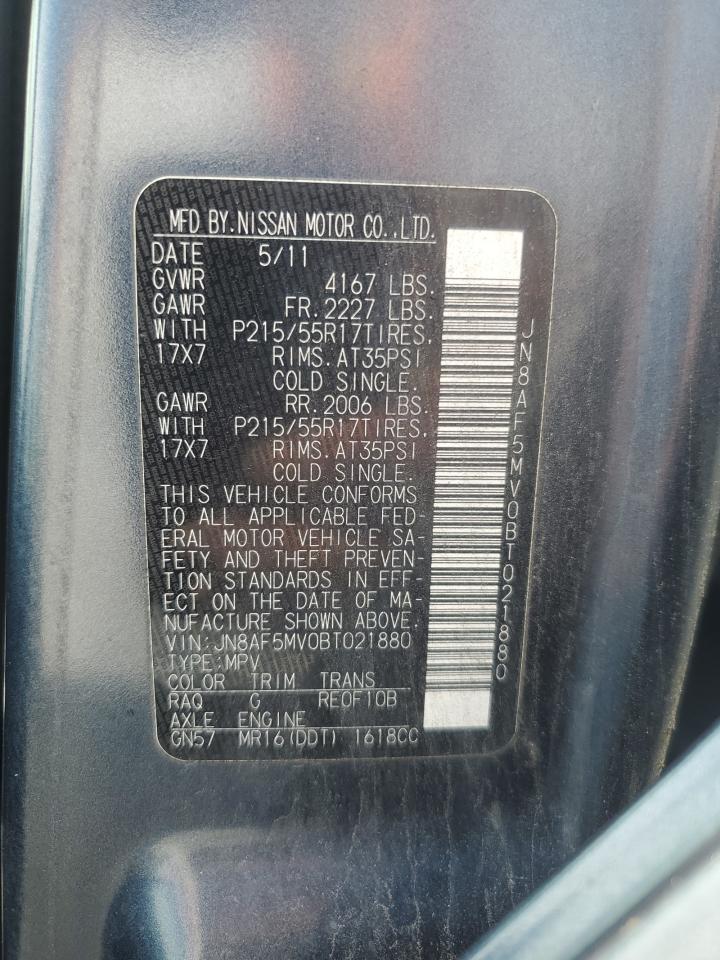 MFD BY.NISSAN MOTOR CO.,LTD.
DATE 5/11
GVWR 4167 LBS.
GAWR FR.2227 LBS.
WITH P215/55R17TIRES,
17X7 RIMS.AT35PSI
COLD SINGLE.
GAWR RR.2006 LBS.
WITH P215/55R17TIRES,
17X7 RIMS.AT35PSI
COLD SINGLE.
THIS VEHICLE CONFORMS
TO ALL APPLICABLE FED-
ERAL MOTOR VEHICLE SA-
FETY AND THEFT PREVEN-
TION STANDARDS IN EFF-
ECT ON THE DATE OF MA-
NUFACTURE SHOWN ABOVE.
VIN:JN8AF5MV0BT021880
TYPE:MPV
COLOR TRIM TRANS
RAQ G RE0F10B
AXLE ENGINE
GN57 MR16(DDT) 1618CC
JN8AF5MV0BT021880